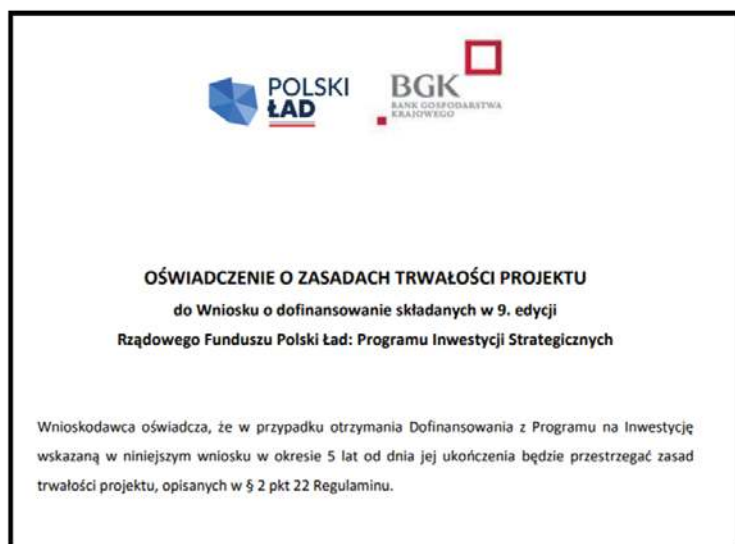 POLSKI
ŁAD
BGK
BANK GOSPODARSTWA
KRAJOWEGO
OŚWIADCZENIE O ZASADACH TRWAŁOŚCI PROJEKTU
do Wniosku o dofinansowanie składanych w 9. edycji
Rządowego Funduszu Polski Ład: Programu Inwestycji Strategicznych
Wnioskodawca oświadcza, że w przypadku otrzymania Dofinansowania z Programu na Inwestycję
wskazaną w niniejszym wniosku w okresie 5 lat od dnia jej ukończenia będzie przestrzegać zasad
trwałości projektu, opisanych w § 2 pkt 22 Regulaminu.